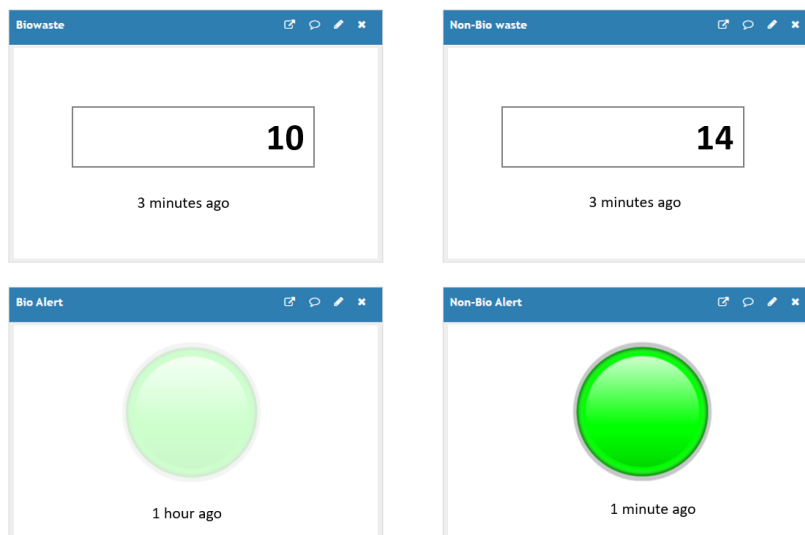 Biowaste
Non-Bio waste
10
14
3 minutes ago
3 minutes ago
Bio Alert
Non-Bio Alert
1 hour ago
1 minute ago